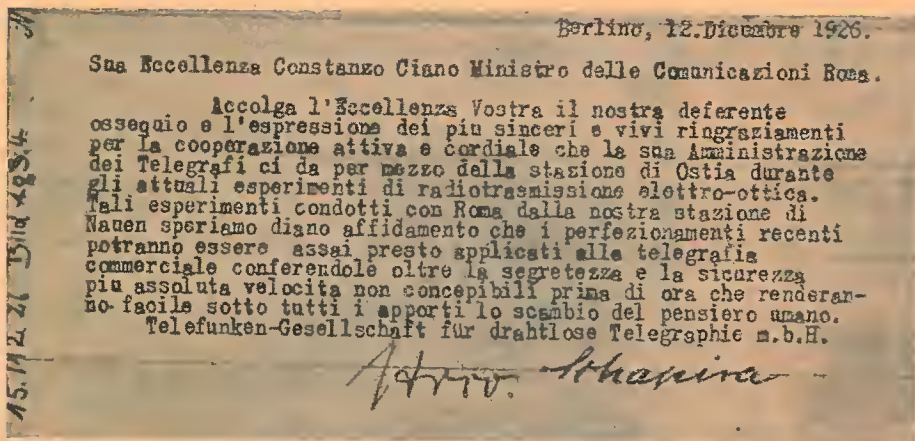 Berlino, 12.Dicembre 1926.-
Sua Eccellenza Constanzo Ciano Ministro delle Comunicazioni Roma.
Accolga l'Eccellenza Vostra il nostra deferente
ossequio e l'espressione dei piu sinceri e vivi ringraziamenti
per la cooperazione attiva e cordiale che la sua Amministrazione
dei Telegrafi ci da per mezzo della stazione di Ostia durante
gli attuali esperimenti di radiotrasmissione elettro-ottica.
Tali esperimenti condotti con Roma dalla nostra stazione di
Nauen speriamo diano affidamento che i perfezionamenti recenti
potranno essere assai presto applicati alla telegrafia
commerciale conferendole oltre la segretezza e la sicurezza
piu assoluta velocita non concepibili prima di ora che renderan-
no facile sotto tutti i apporti lo scambio del pensiero umano.
Telefunken-Gesellschaft für drahtlose Telegraphie m.b.H.
Schapira
15./12.26 Bild